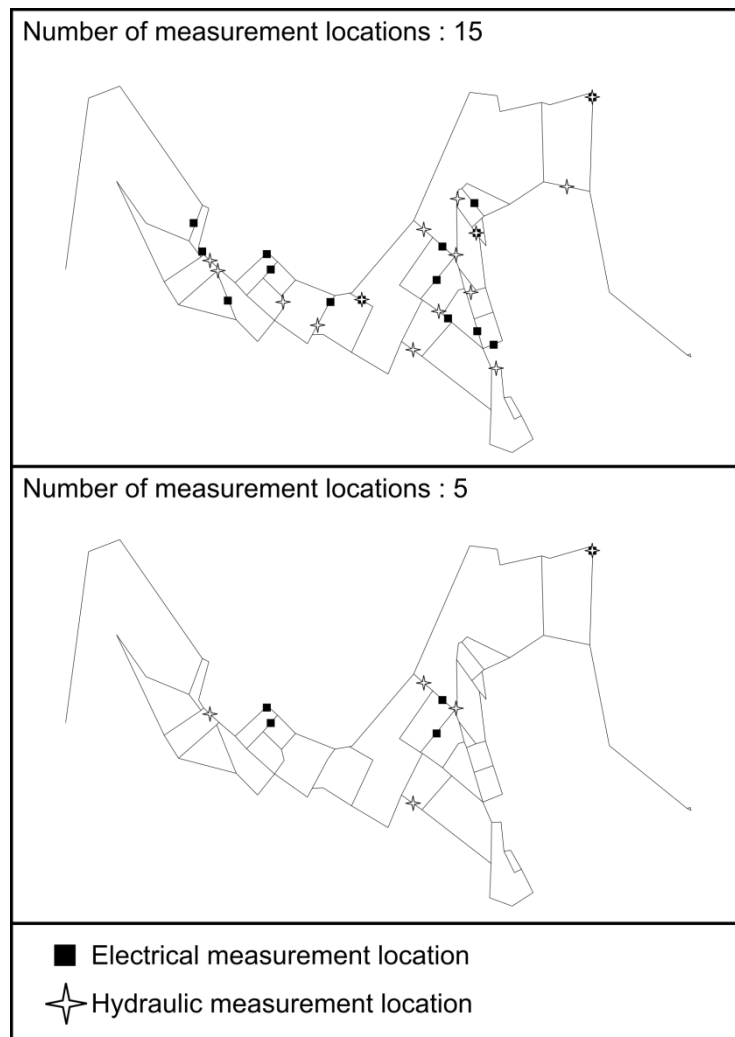 Number of measurement locations : 15
Number of measurement locations : 5
Electrical measurement location
Hydraulic measurement location